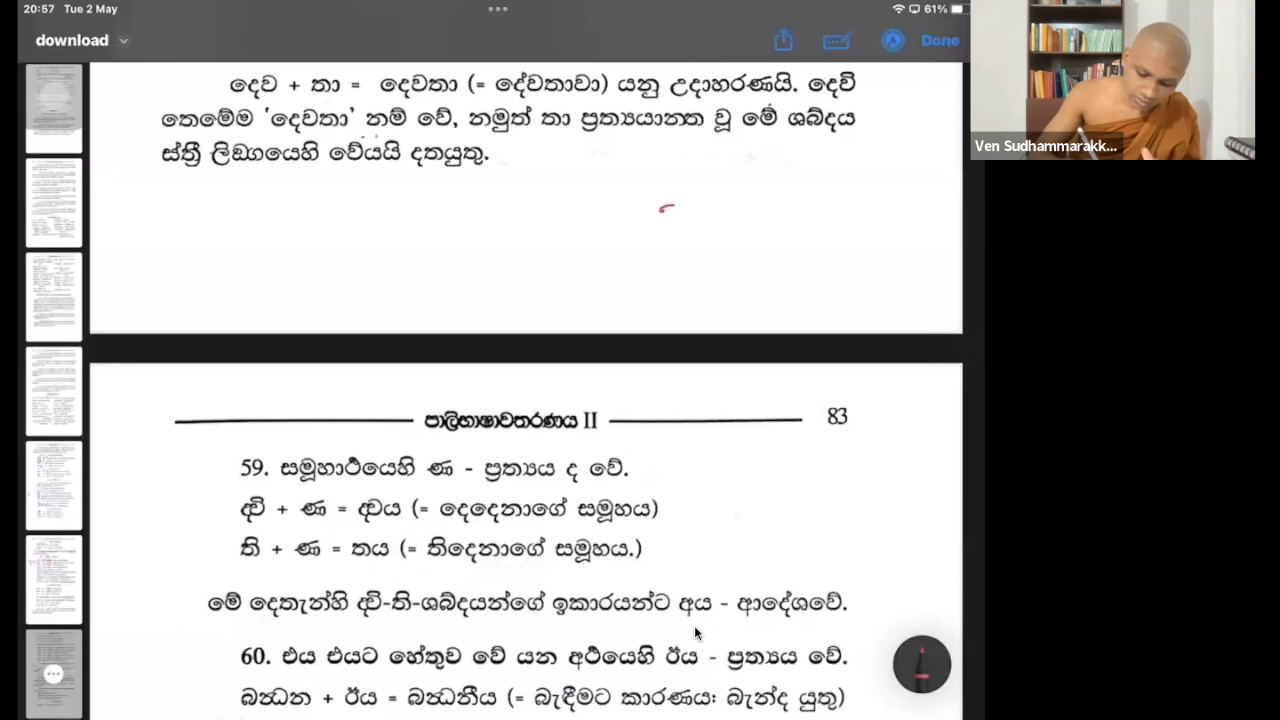 20:57 Tue 2 May
61%
download
Done
දෙව + තා = දෙවතා (= දේවතාවා) යනු උදාහරණයි. දෙවි
තෙමේම ‘දෙවතා’ නම් වේ, නමුත් තා ප්‍රත්‍යයාන්ත වූ මේ ශබ්දය
ස්ත්‍රී ලිඞ්ගයෙහි වේයයි දතයුතු.
Ven Sudhammarakk...
පාලිභාෂාවතරණය II 83
59. සමූහාර්‍ථයෙහි ණ - ප්‍රත්‍යය ද වේ.
ද්වි + ණ = ද්වය (= දෙදෙනාගේ සමූහය)
ති + ණ = තය (= තිදෙනාගේ සමූහය.)
මේ දෙතැන්හි ද්වි-ති-ශබ්දයනගේ ඉකාරයන්ට අය - ආදේශවේ.
60. එය එයට හේතුව වේ යන අර්‍ථයෙහි ඊය - ප්‍රත්‍යය වේ.
බන්‍ධන + ඊය = බන්‍ධනීය (= බැඳීමට කාරණය: බැන්ද යුතු)